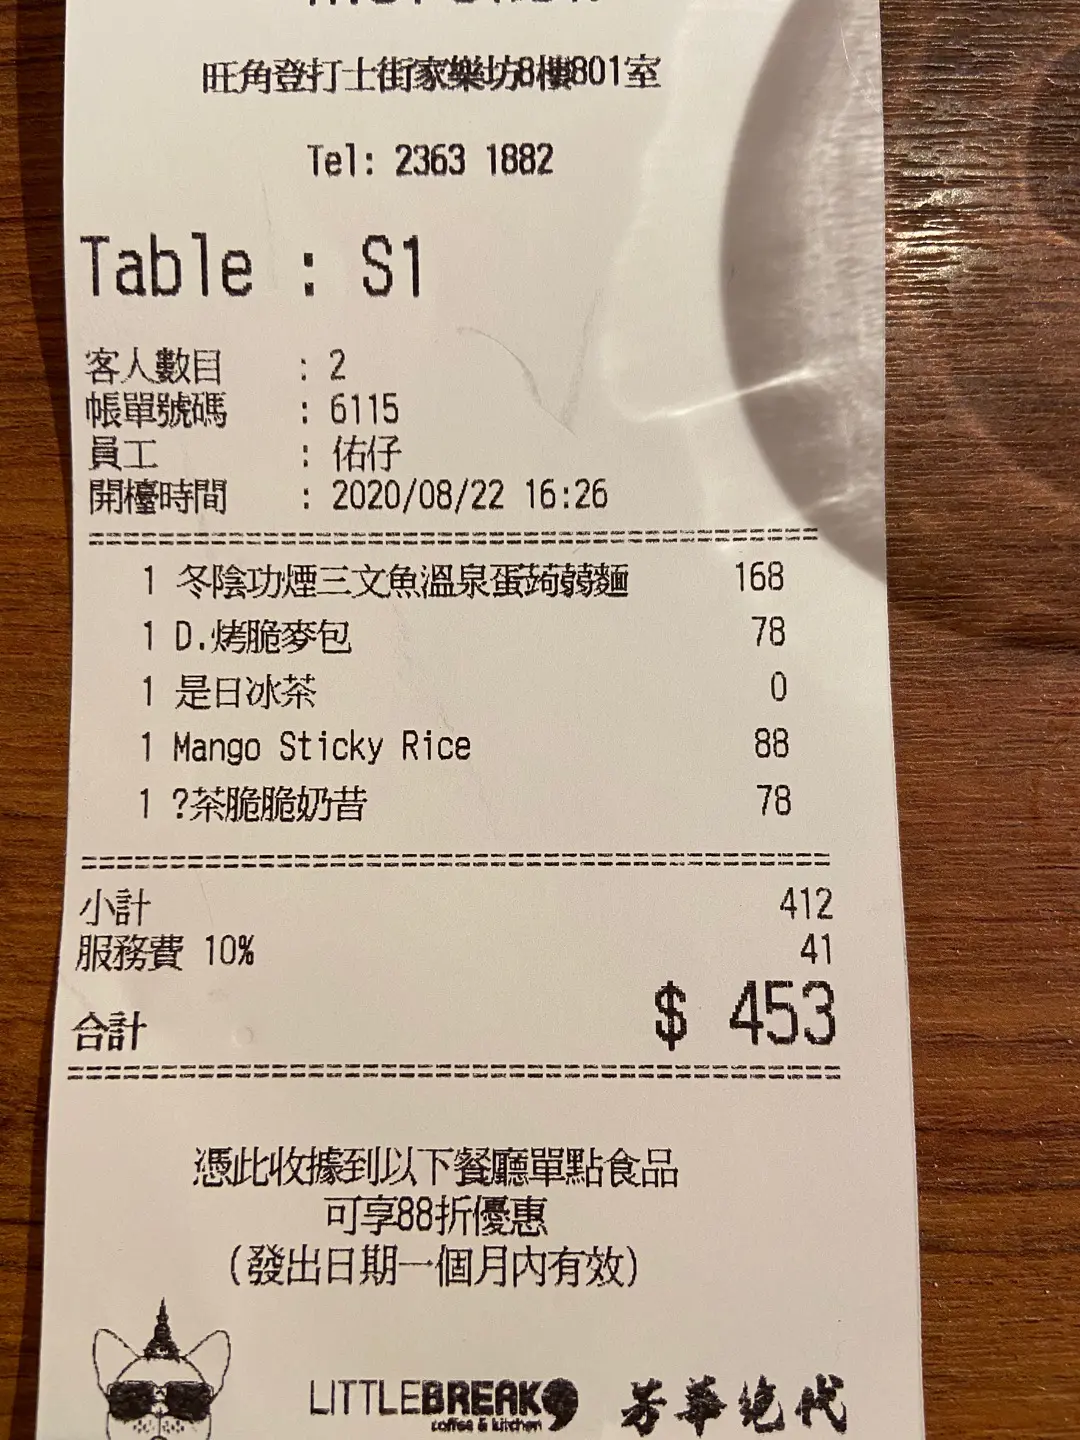 旺角登打士街家樂坊8樓801室
Tel: 2363 1882
Table : S1
客人數目 : 2
帳單號碼 : 6115
員工 : 佑仔
開檯時間 : 2020/08/22 16:26
1 冬陰功煙三文魚溫泉蛋蒟蒻麵 168
1 D.烤脆麥包 78
1 是日冰茶 0
1 Mango Sticky Rice 88
1 ?茶脆脆奶昔 78
小計 412
服務費 10% 41
合計 $ 453
憑此收據到以下餐廳單點食品
可享88折優惠
(發出日期一個月內有效)
LITTLEBREAK 芳華絕代
coffee & kitchen